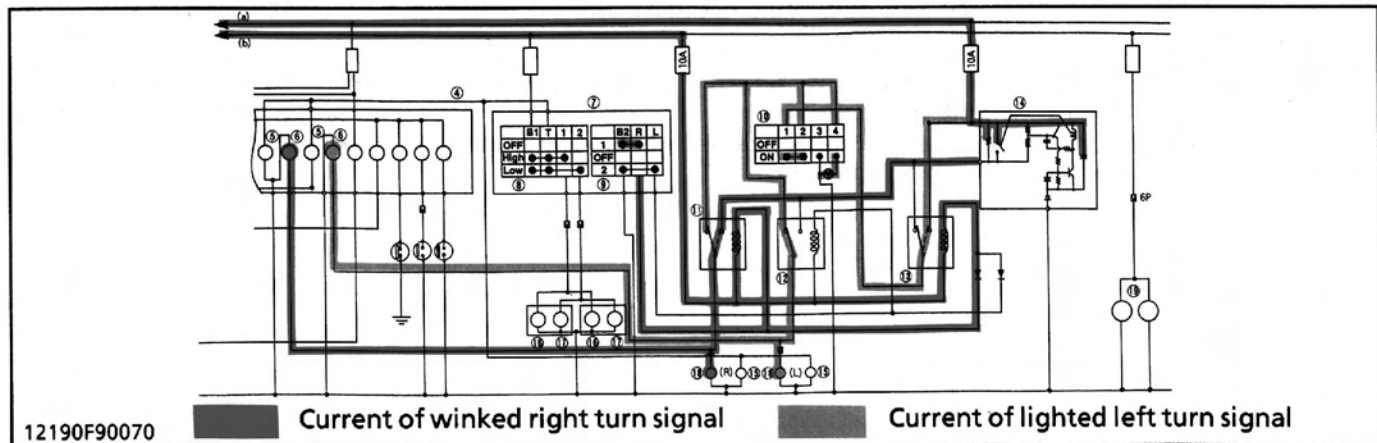 (a)
(b)
10A
10A
④
⑦
⑩
⑭
B1 T 1 2
B2 R L
1 2 3 4
⑤ ⑥ ⑤ ⑥
OFF
1
OFF
High
OFF
ON
Low
2
⑧
⑨
6P
⑪
⑫
⑬
⑲
⑯ ⑰ ⑯ ⑰
⑱ (R) ⑮ ⑱ (L) ⑮
12190F90070
Current of winked right turn signal
Current of lighted left turn signal